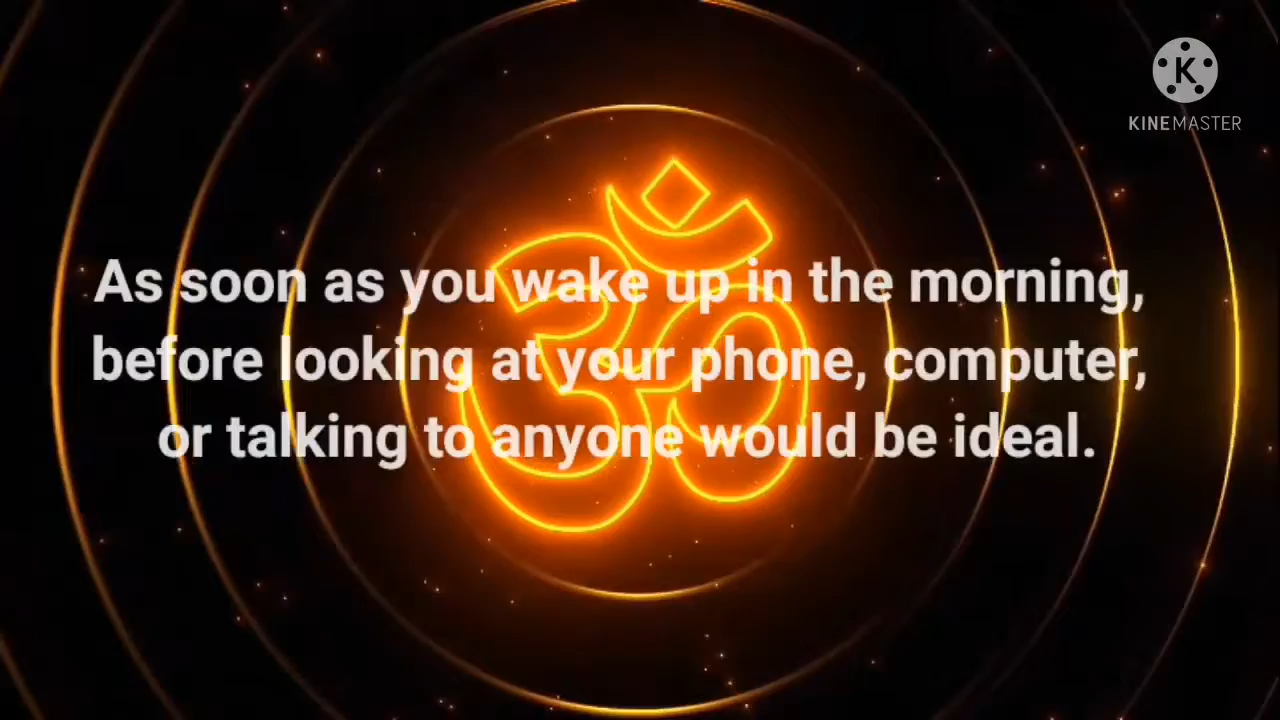 KINEMASTER
As soon as you wake up in the morning,
before looking at your phone, computer,
or talking to anyone would be ideal.
ॐ